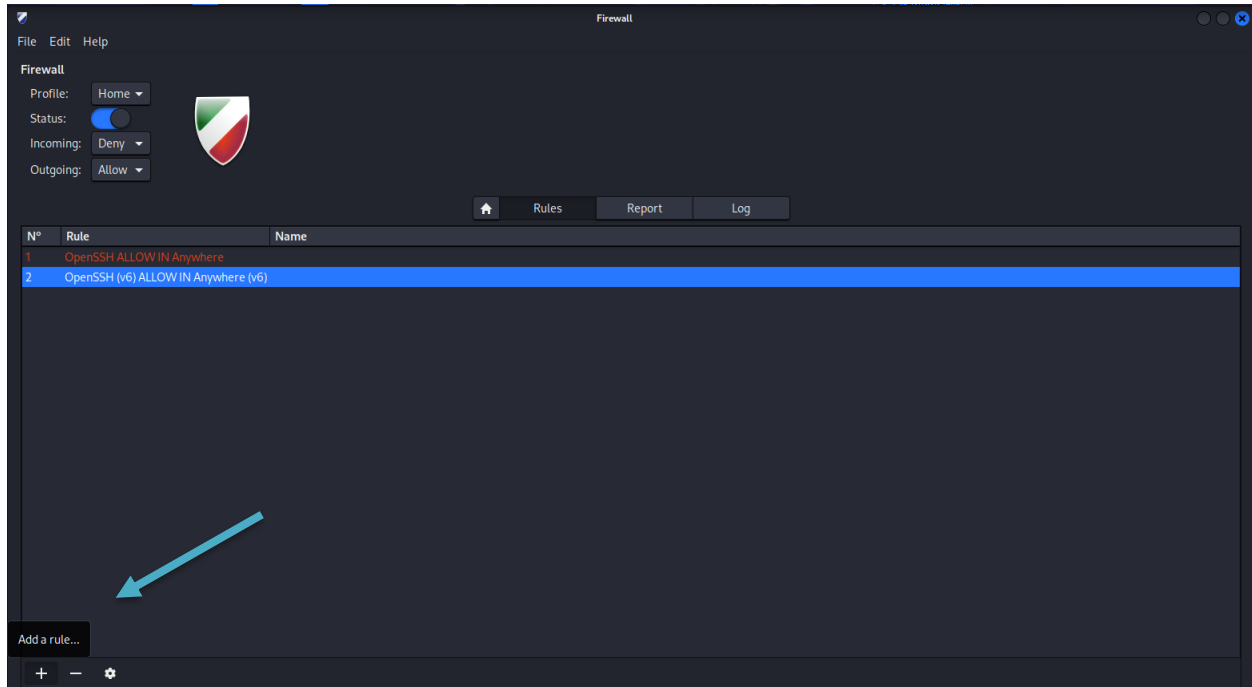 Firewall
File Edit Help
Firewall
Profile: Home
Status:
Incoming: Deny
Outgoing: Allow
Rules Report Log
Nº Rule Name
1 OpenSSH ALLOW IN Anywhere
2 OpenSSH (v6) ALLOW IN Anywhere (v6)
Add a rule...